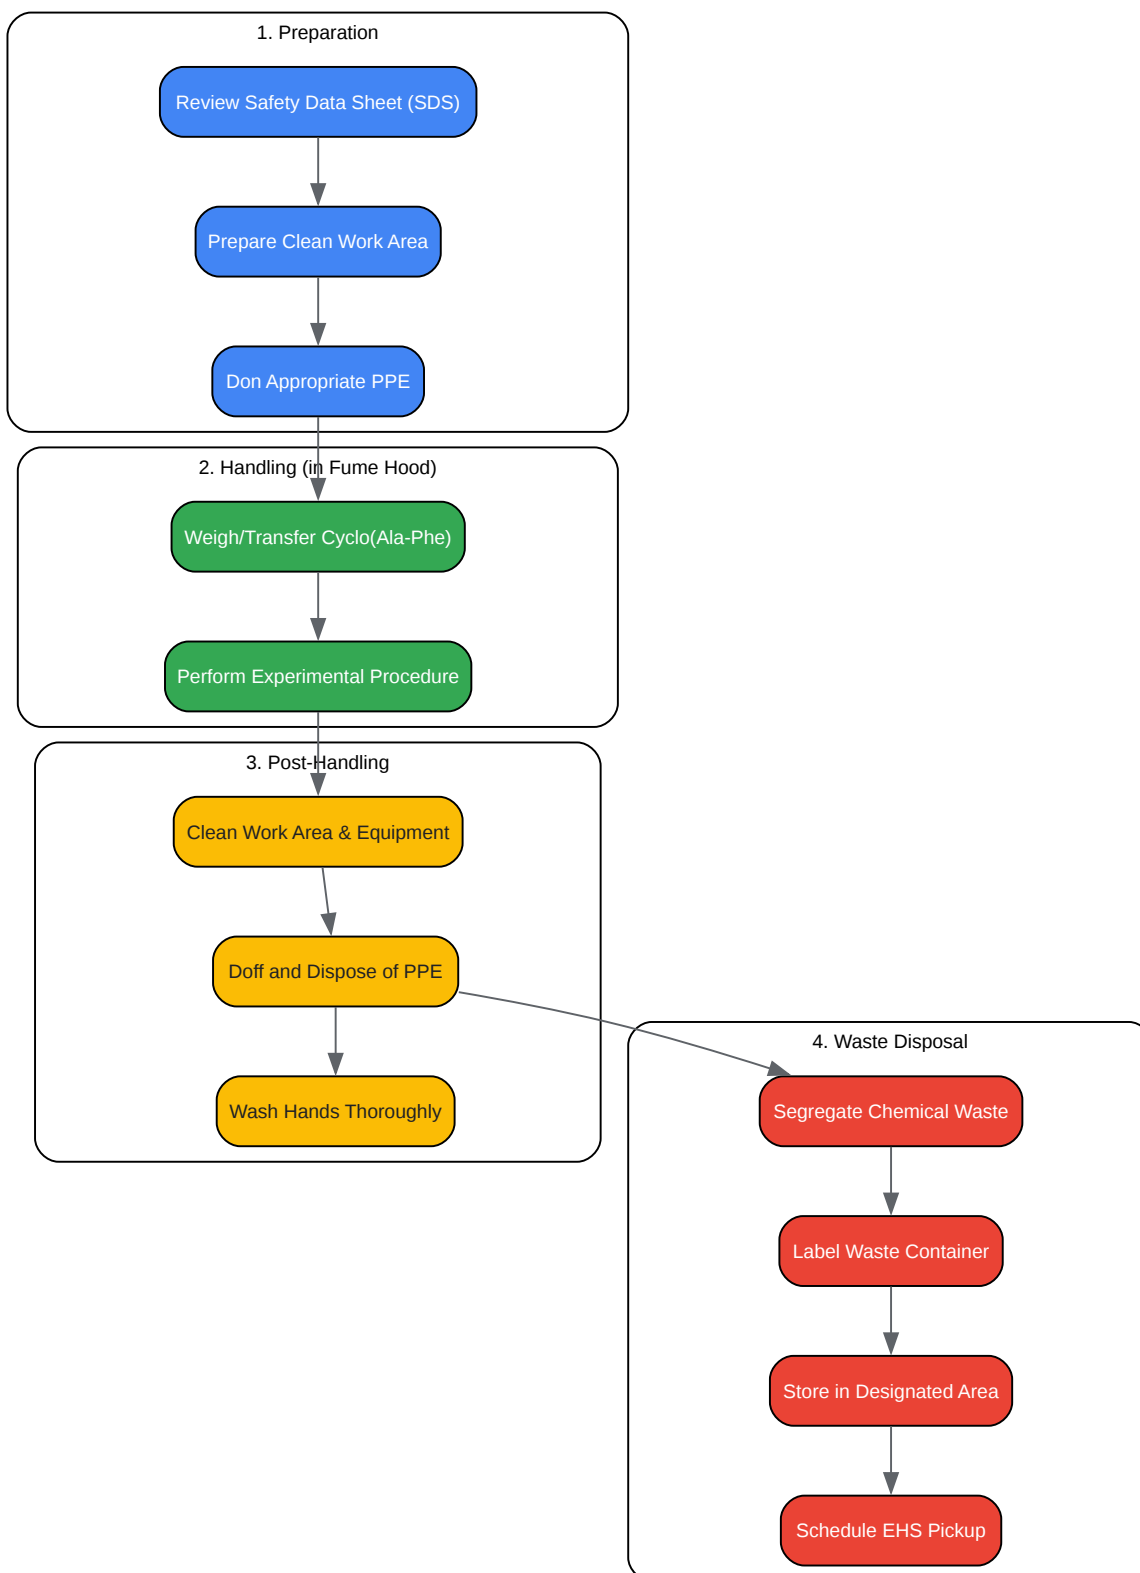 1. Preparation
Review Safety Data Sheet (SDS)
Prepare Clean Work Area
Don Appropriate PPE
2. Handling (in Fume Hood)
Weigh/Transfer Cyclo(Ala-Phe)
Perform Experimental Procedure
3. Post-Handling
Clean Work Area & Equipment
Doff and Dispose of PPE
Wash Hands Thoroughly
4. Waste Disposal
Segregate Chemical Waste
Label Waste Container
Store in Designated Area
Schedule EHS Pickup